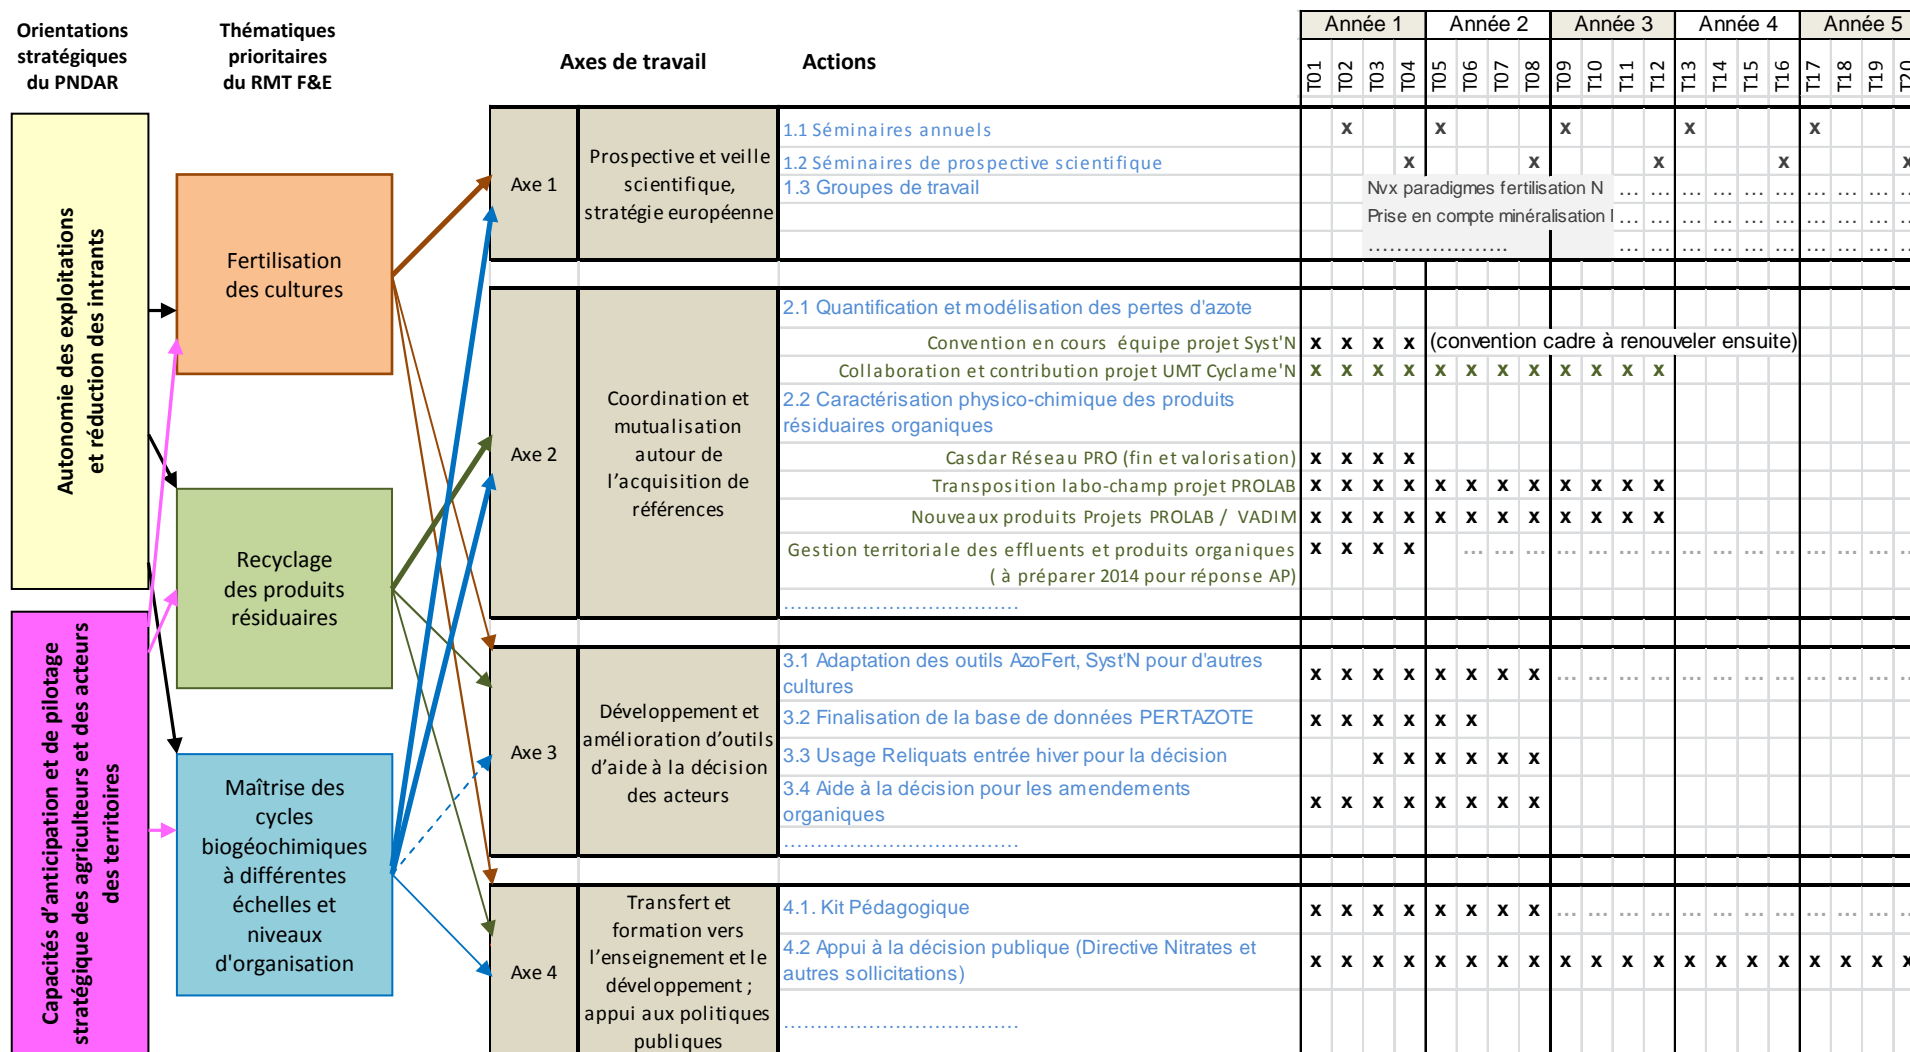 Orientations
stratégiques
du PNDAR
Thématiques
prioritaires
du RMT F&E
Axes de travail
Actions
Année 1
Année 2
Année 3
Année 4
Année 5
T01
T02
T03
T04
T05
T06
T07
T08
T09
T10
T11
T12
T13
T14
T15
T16
T17
T18
T19
T20
Autonomie des exploitations
et réduction des intrants
Capacités d'anticipation et de pilotage
stratégique des agriculteurs et des acteurs
des territoires
Fertilisation
des cultures
Recyclage
des produits
résiduaires
Maîtrise des
cycles
biogéochimiques
à différentes
échelles et
niveaux
d'organisation
Axe 1
Prospective et veille
scientifique,
stratégie européenne
1.1 Séminaires annuels x x x x x
1.2 Séminaires de prospective scientifique x x x x x
1.3 Groupes de travail
Nvx paradigmes fertilisation N ... ... ... ... ... ... ... ... ... ...
Prise en compte minéralisation ... ... ... ... ... ... ... ... ... ...
..................... ... ... ... ... ... ... ... ... ... ...
Axe 2
Coordination et
mutualisation
autour de
l'acquisition de
références
2.1 Quantification et modélisation des pertes d'azote
Convention en cours équipe projet Syst'N x x x x (convention cadre à renouveler ensuite)
Collaboration et contribution projet UMT Cyclame'N x x x x x x x x x x x x
2.2 Caractérisation physico-chimique des produits
résiduaires organiques
Casdar Réseau PRO (fin et valorisation) x x x x
Transposition labo-champ projet PROLAB x x x x x x x x x x x x
Nouveaux produits Projets PROLAB / VADIM x x x x x x x x x x x x
Gestion territoriale des effluents et produits organiques x x x x ... ... ... ... ... ... ... ... ... ... ... ... ... ... ...
( à préparer 2014 pour réponse AP)
...................................
Axe 3
Développement et
amélioration d'outils
d'aide à la décision
des acteurs
3.1 Adaptation des outils AzoFert, Syst'N pour d'autres
cultures
x x x x x x x x ... ... ... ... ... ... ... ... ... ... ... ...
3.2 Finalisation de la base de données PERTAZOTE x x x x x x
3.3 Usage Reliquats entrée hiver pour la décision x x x x x x
3.4 Aide à la décision pour les amendements
organiques
x x x x x x x x
...................................
Axe 4
Transfert et
formation vers
l'enseignement et le
développement ;
appui aux politiques
publiques
4.1. Kit Pédagogique x x x x x x x x ... ... ... ... ... ... ... ... ... ... ... ...
4.2 Appui à la décision publique (Directive Nitrates et
autres sollicitations)
x x x x x x x x x x x x x x x x x x x x
...................................